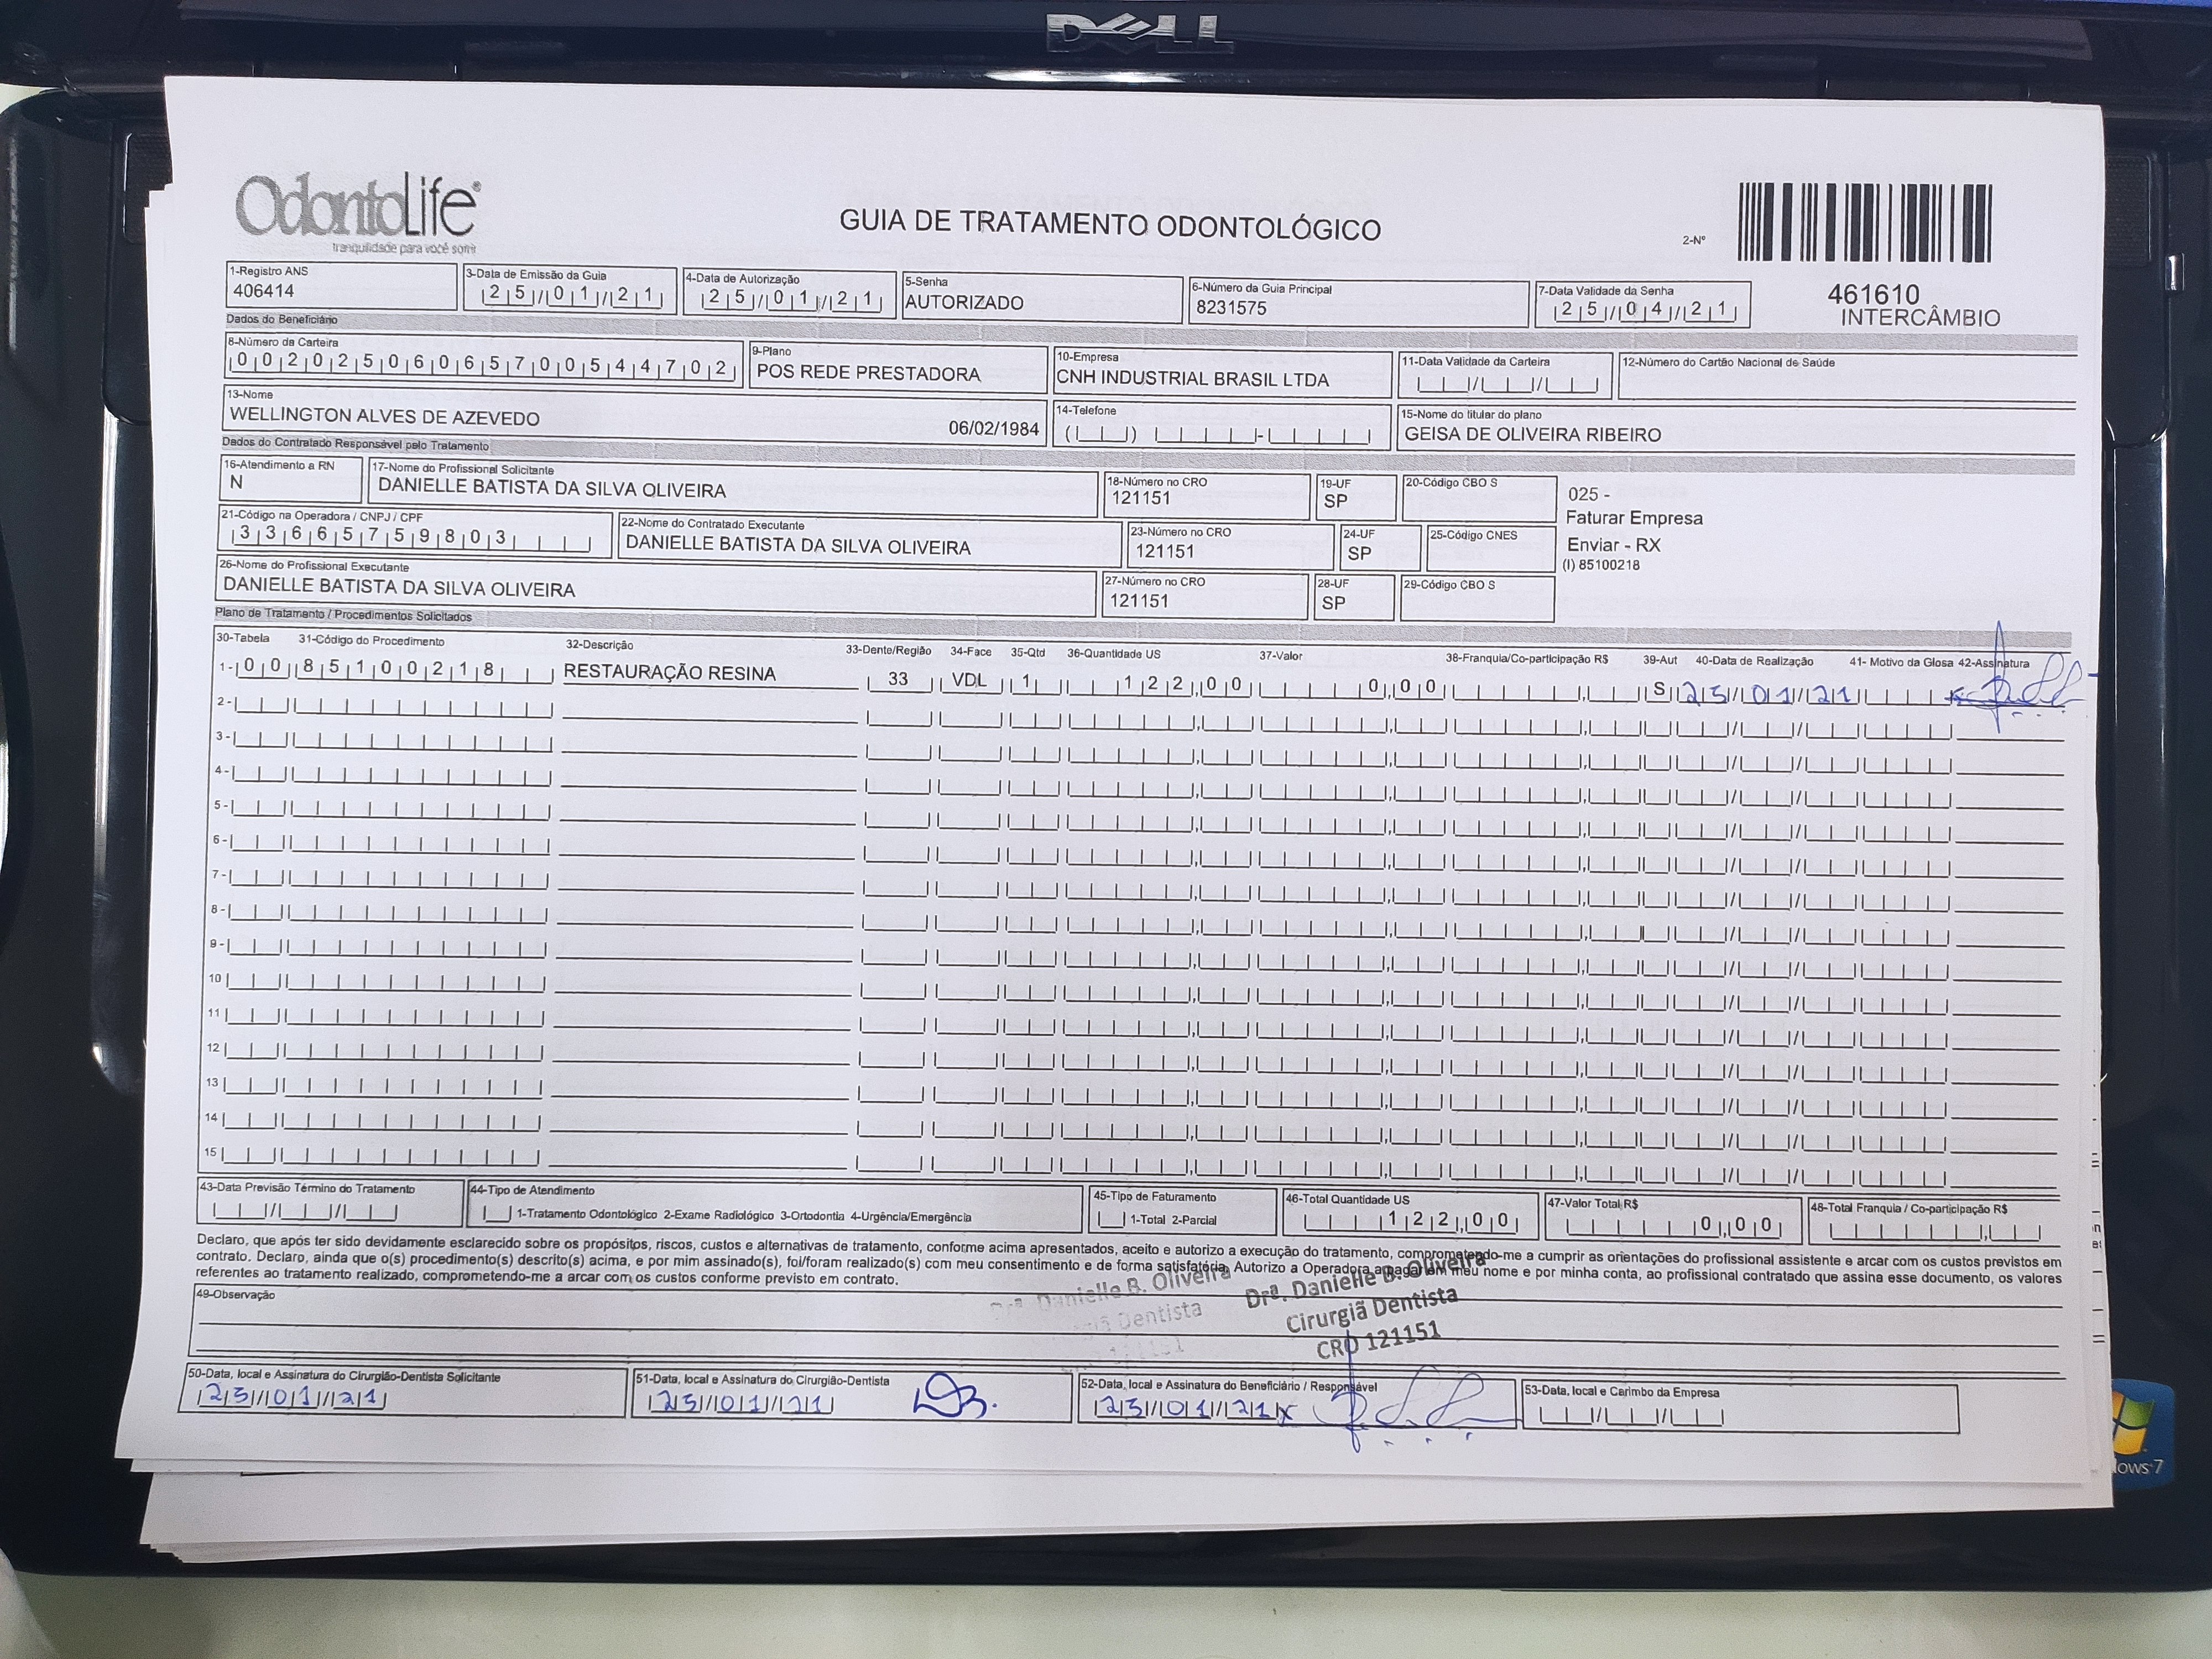 DELL
OdontoLife®
tranquilidade para você sorrir
GUIA DE TRATAMENTO ODONTOLÓGICO
2-Nº
461610
INTERCÂMBIO
1-Registro ANS
406414
3-Data de Emissão da Guia
25/01/21
4-Data de Autorização
25/01/21
5-Senha
AUTORIZADO
6-Número da Guia Principal
8231575
7-Data Validade da Senha
25/04/21
Dados do Beneficiário
8-Número da Carteira
00202506065700544702
9-Plano
POS REDE PRESTADORA
10-Empresa
CNH INDUSTRIAL BRASIL LTDA
11-Data Validade da Carteira
12-Número do Cartão Nacional de Saúde
13-Nome
WELLINGTON ALVES DE AZEVEDO 06/02/1984
14-Telefone
15-Nome do titular do plano
GEISA DE OLIVEIRA RIBEIRO
Dados do Contratado Responsável pelo Tratamento
16-Atendimento a RN
N
17-Nome do Profissional Solicitante
DANIELLE BATISTA DA SILVA OLIVEIRA
18-Número no CRO
121151
19-UF
SP
20-Código CBO S
025 -
Faturar Empresa
Enviar - RX
(I) 85100218
21-Código na Operadora / CNPJ / CPF
33665759803
22-Nome do Contratado Executante
DANIELLE BATISTA DA SILVA OLIVEIRA
23-Número no CRO
121151
24-UF
SP
25-Código CNES
26-Nome do Profissional Executante
DANIELLE BATISTA DA SILVA OLIVEIRA
27-Número no CRO
121151
28-UF
SP
29-Código CBO S
Plano de Tratamento / Procedimentos Solicitados
30-Tabela 31-Código do Procedimento 32-Descrição 33-Dente/Região 34-Face 35-Qtd 36-Quantidade US 37-Valor 38-Franquia/Co-participação R$ 39-Aut 40-Data de Realização 41- Motivo da Glosa 42-Assinatura
1- 00 85100218 RESTAURAÇÃO RESINA 33 VDL 1 122,00 0,00 S 25/01/21
2-
3-
4-
5-
6-
7-
8-
9-
10
11
12
13
14
15
43-Data Previsão Término do Tratamento
44-Tipo de Atendimento
1-Tratamento Odontológico 2-Exame Radiológico 3-Ortodontia 4-Urgência/Emergência
45-Tipo de Faturamento
1-Total 2-Parcial
46-Total Quantidade US
122,00
47-Valor Total R$
0,00
48-Total Franquia / Co-participação R$
Declaro, que após ter sido devidamente esclarecido sobre os propósitos, riscos, custos e alternativas de tratamento, conforme acima apresentados, aceito e autorizo a execução do tratamento, comprometendo-me a cumprir as orientações do profissional assistente e arcar com os custos previstos em
contrato. Declaro, ainda que o(s) procedimento(s) descrito(s) acima, e por mim assinado(s), foi/foram realizado(s) com meu consentimento e de forma satisfatória. Autorizo a Operadora a pagar em meu nome e por minha conta, ao profissional contratado que assina esse documento, os valores
referentes ao tratamento realizado, comprometendo-me a arcar com os custos conforme previsto em contrato.
49-Observação
Drª. Danielle B. Oliveira
Dentista
Drª. Danielle B. Oliveira
Cirurgiã Dentista
CRO 121151
50-Data, local e Assinatura do Cirurgião-Dentista Solicitante
25/01/21
51-Data, local e Assinatura do Cirurgião-Dentista
25/01/21
52-Data, local e Assinatura do Beneficiário / Responsável
25/01/21
53-Data, local e Carimbo da Empresa